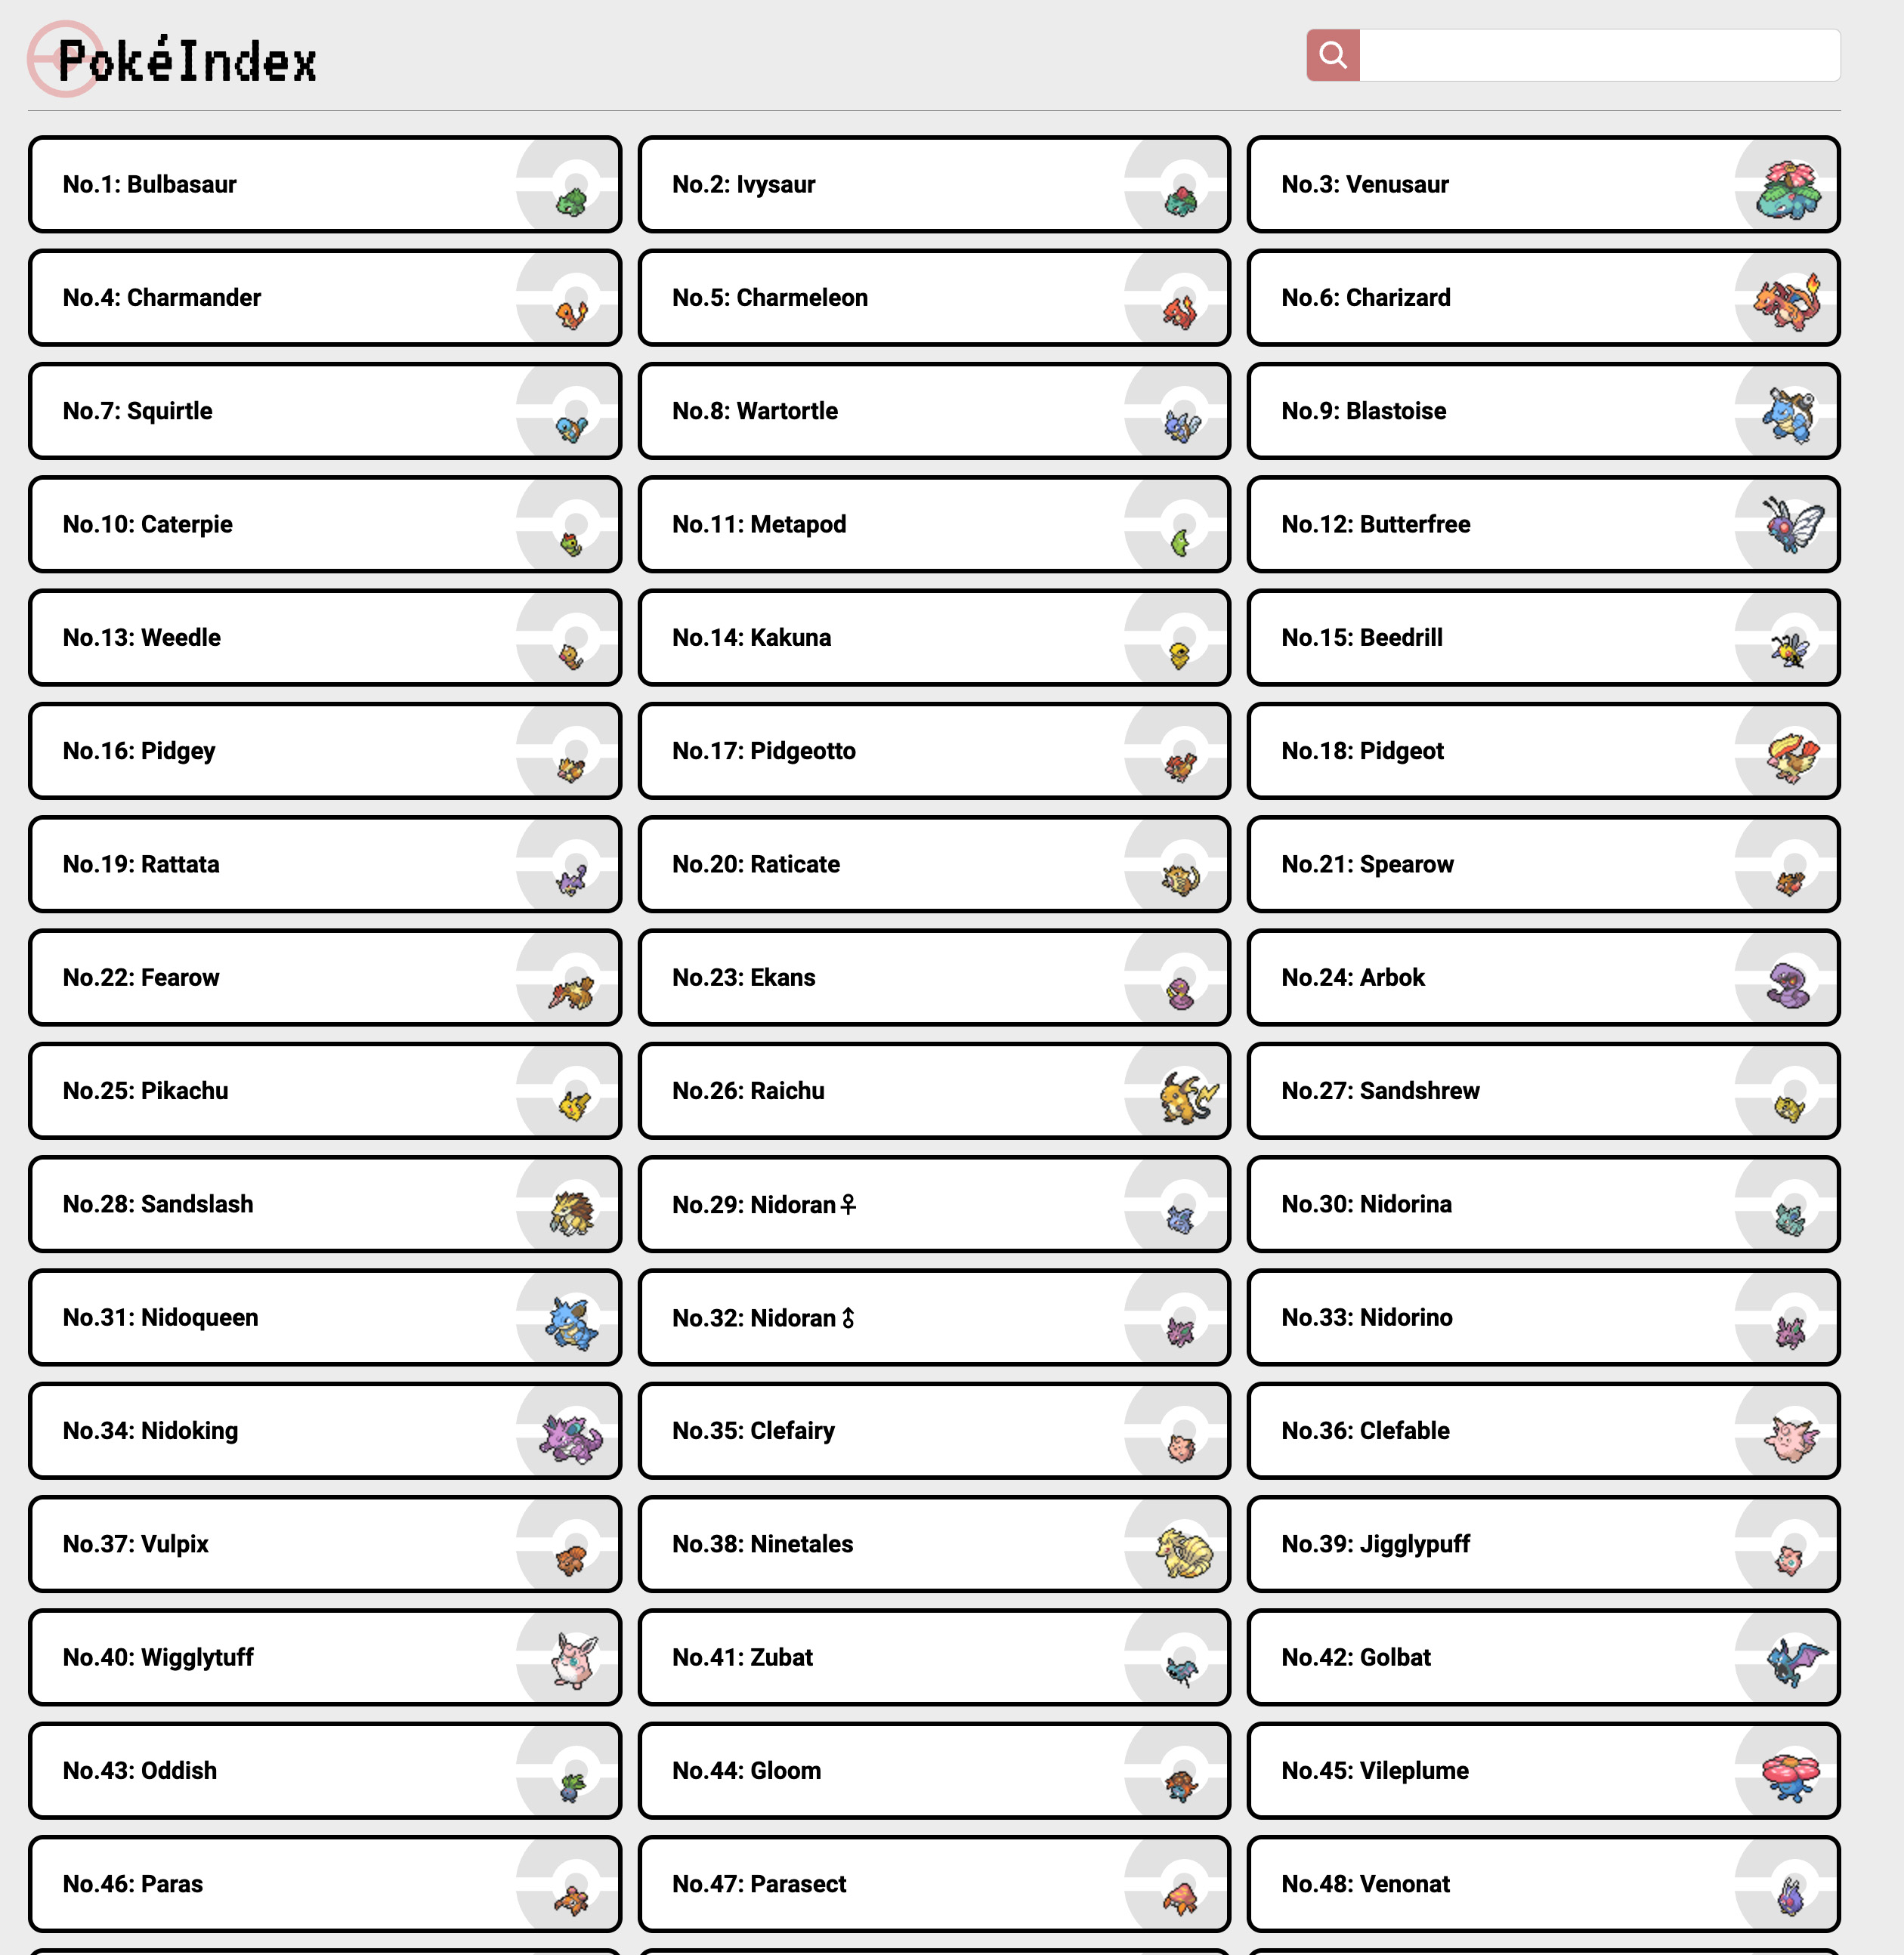 PokéIndex
No.1: Bulbasaur
No.2: Ivysaur
No.3: Venusaur
No.4: Charmander
No.5: Charmeleon
No.6: Charizard
No.7: Squirtle
No.8: Wartortle
No.9: Blastoise
No.10: Caterpie
No.11: Metapod
No.12: Butterfree
No.13: Weedle
No.14: Kakuna
No.15: Beedrill
No.16: Pidgey
No.17: Pidgeotto
No.18: Pidgeot
No.19: Rattata
No.20: Raticate
No.21: Spearow
No.22: Fearow
No.23: Ekans
No.24: Arbok
No.25: Pikachu
No.26: Raichu
No.27: Sandshrew
No.28: Sandslash
No.29: Nidoran♀
No.30: Nidorina
No.31: Nidoqueen
No.32: Nidoran♂
No.33: Nidorino
No.34: Nidoking
No.35: Clefairy
No.36: Clefable
No.37: Vulpix
No.38: Ninetales
No.39: Jigglypuff
No.40: Wigglytuff
No.41: Zubat
No.42: Golbat
No.43: Oddish
No.44: Gloom
No.45: Vileplume
No.46: Paras
No.47: Parasect
No.48: Venonat